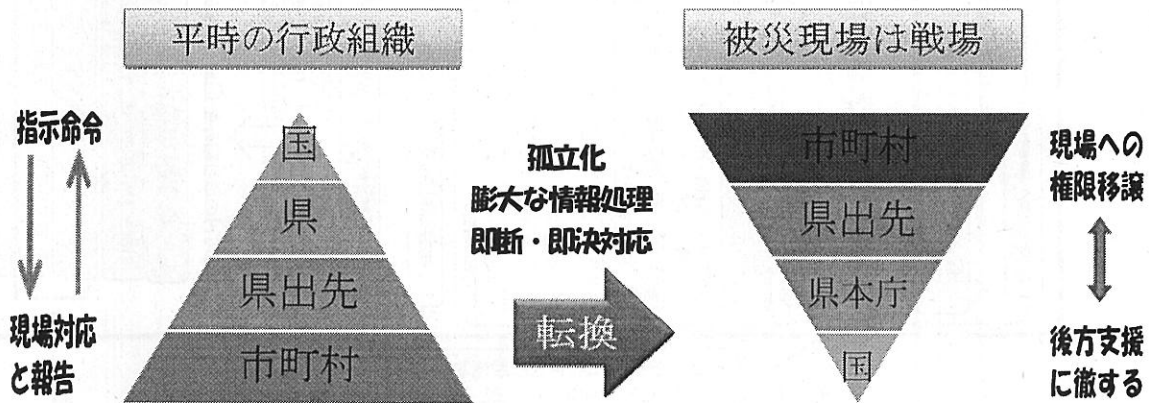 平時の行政組織
指示命令
現場対応
と報告
国
県
県出先
市町村
孤立化
膨大な情報処理
即断・即決対応
転換
被災現場は戦場
市町村
県出先
県本庁
国
現場への
権限移譲
後方支援
に徹する